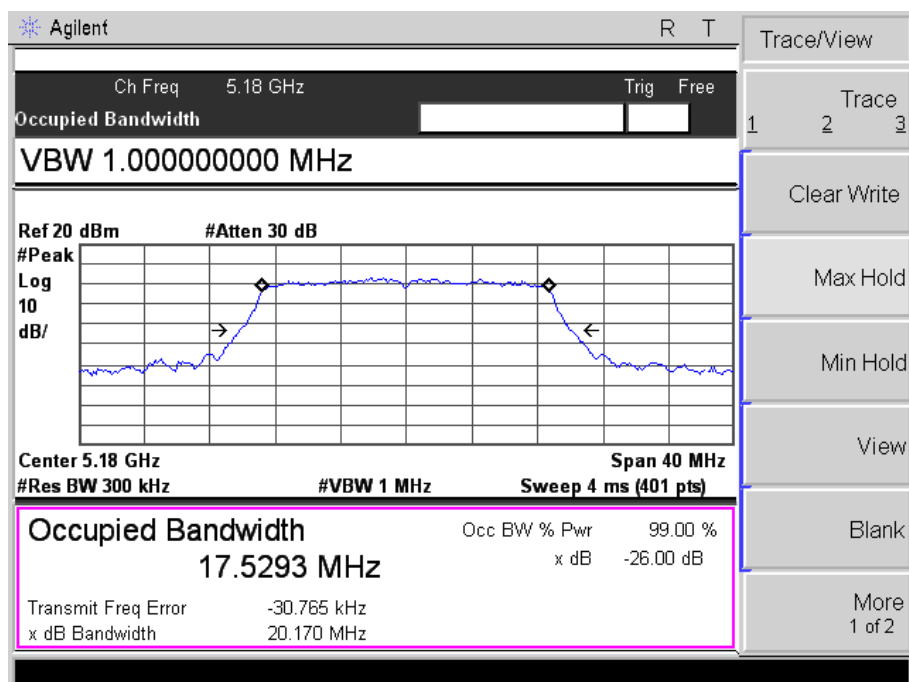 Agilent R T
Ch Freq 5.18 GHz Trig Free
Occupied Bandwidth
VBW 1.000000000 MHz
Ref 20 dBm #Atten 30 dB
#Peak
Log
10
dB/
Center 5.18 GHz Span 40 MHz
#Res BW 300 kHz #VBW 1 MHz Sweep 4 ms (401 pts)
Occupied Bandwidth Occ BW % Pwr 99.00 %
17.5293 MHz x dB -26.00 dB
Transmit Freq Error -30.765 kHz
x dB Bandwidth 20.170 MHz
Trace/View
Trace
1 2 3
Clear Write
Max Hold
Min Hold
View
Blank
More
1 of 2